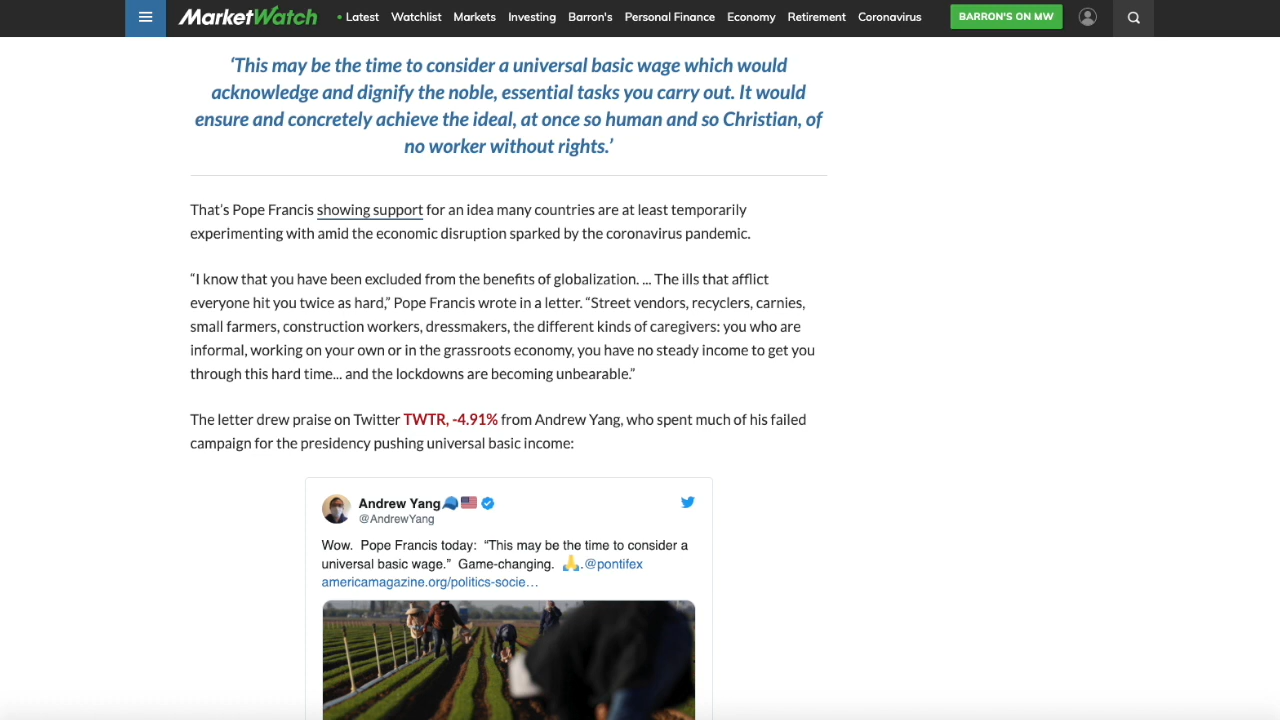 MarketWatch • Latest Watchlist Markets Investing Barron's Personal Finance Economy Retirement Coronavirus BARRON'S ON MW
‘This may be the time to consider a universal basic wage which would
acknowledge and dignify the noble, essential tasks you carry out. It would
ensure and concretely achieve the ideal, at once so human and so Christian, of
no worker without rights.’
That’s Pope Francis showing support for an idea many countries are at least temporarily
experimenting with amid the economic disruption sparked by the coronavirus pandemic.
“I know that you have been excluded from the benefits of globalization. ... The ills that afflict
everyone hit you twice as hard,” Pope Francis wrote in a letter. “Street vendors, recyclers, carnies,
small farmers, construction workers, dressmakers, the different kinds of caregivers: you who are
informal, working on your own or in the grassroots economy, you have no steady income to get you
through this hard time... and the lockdowns are becoming unbearable.”
The letter drew praise on Twitter TWTR, -4.91% from Andrew Yang, who spent much of his failed
campaign for the presidency pushing universal basic income:
Andrew Yang🧢🇺🇸
@AndrewYang
Wow. Pope Francis today: “This may be the time to consider a
universal basic wage.” Game-changing. 🙏.@pontifex
americamagazine.org/politics-socie…